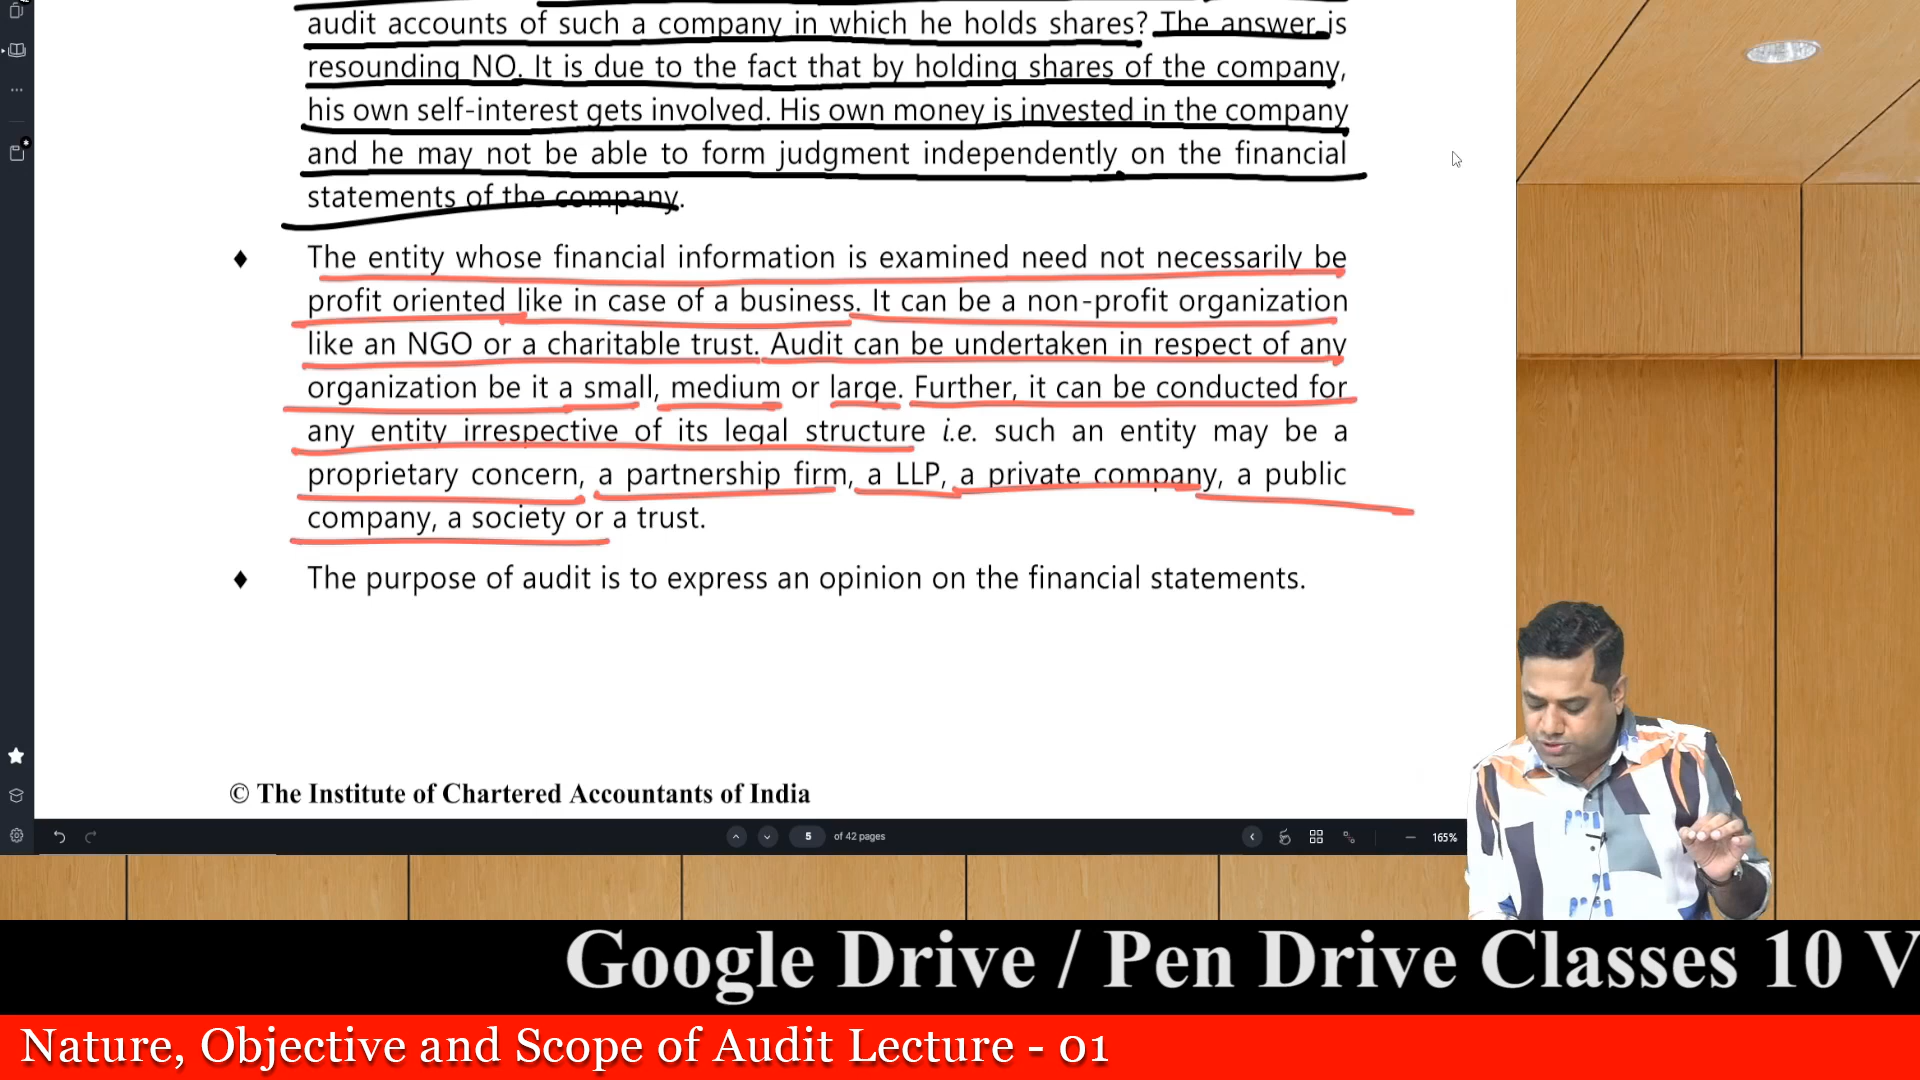 audit accounts of such a company in which he holds shares? The answer is
resounding NO. It is due to the fact that by holding shares of the company,
his own self-interest gets involved. His own money is invested in the company
and he may not be able to form judgment independently on the financial
statements of the company.
♦ The entity whose financial information is examined need not necessarily be
profit oriented like in case of a business. It can be a non-profit organization
like an NGO or a charitable trust. Audit can be undertaken in respect of any
organization be it a small, medium or large. Further, it can be conducted for
any entity irrespective of its legal structure i.e. such an entity may be a
proprietary concern, a partnership firm, a LLP, a private company, a public
company, a society or a trust.
♦ The purpose of audit is to express an opinion on the financial statements.
© The Institute of Chartered Accountants of India
5 of 42 pages
165%
Google Drive / Pen Drive Classes 10 V
Nature, Objective and Scope of Audit Lecture - 01